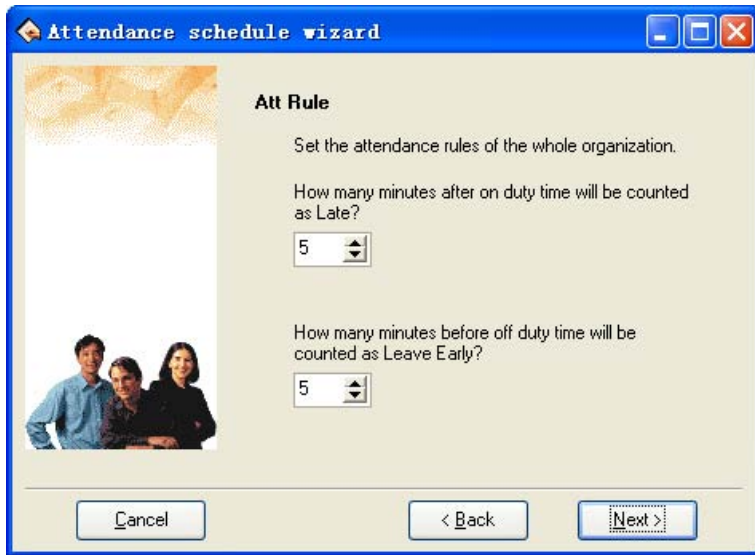 Attendance schedule wizard
Att Rule
Set the attendance rules of the whole organization.
How many minutes after on duty time will be counted
as Late?
5
How many minutes before off duty time will be
counted as Leave Early?
5
Cancel
< Back
Next >